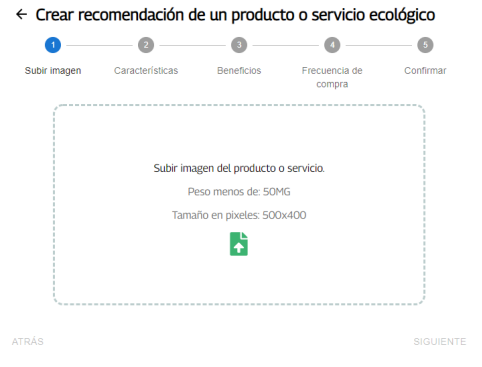 Crear recomendación de un producto o servicio ecológico
1 2 3 4 5
Subir imagen Características Beneficios Frecuencia de compra Confirmar
Subir imagen del producto o servicio.
Peso menos de: 50MG
Tamaño en pixeles: 500x400
ATRÁS SIGUIENTE